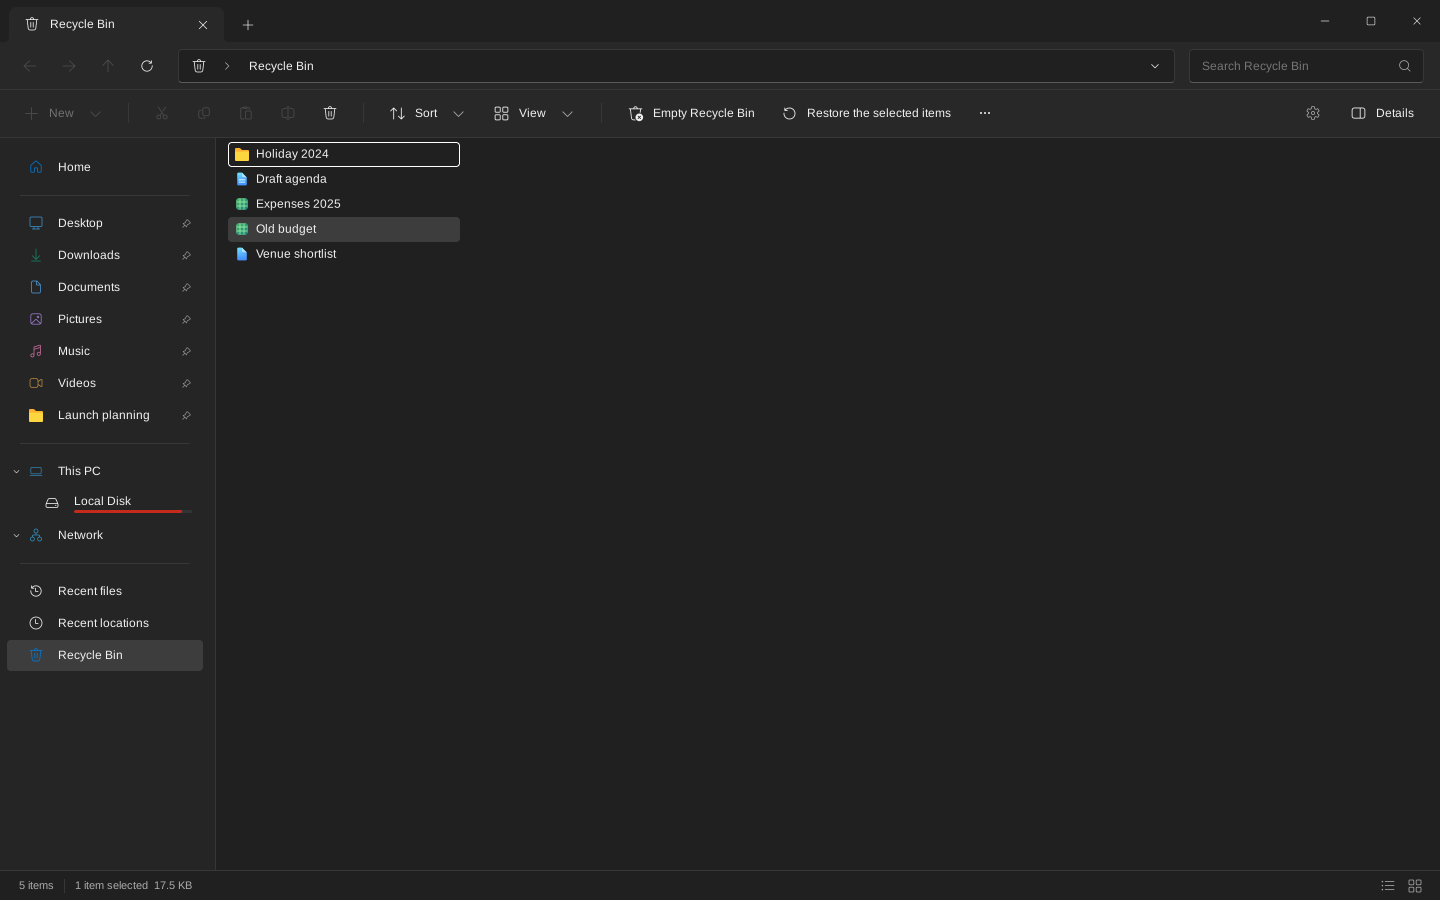 Recycle Bin
Recycle Bin
Search Recycle Bin
New
Sort
View
Empty Recycle Bin
Restore the selected items
Details
Home
Desktop
Downloads
Documents
Pictures
Music
Videos
Launch planning
This PC
Local Disk
Network
Recent files
Recent locations
Recycle Bin
Holiday 2024
Draft agenda
Expenses 2025
Old budget
Venue shortlist
5 items
1 item selected 17.5 KB